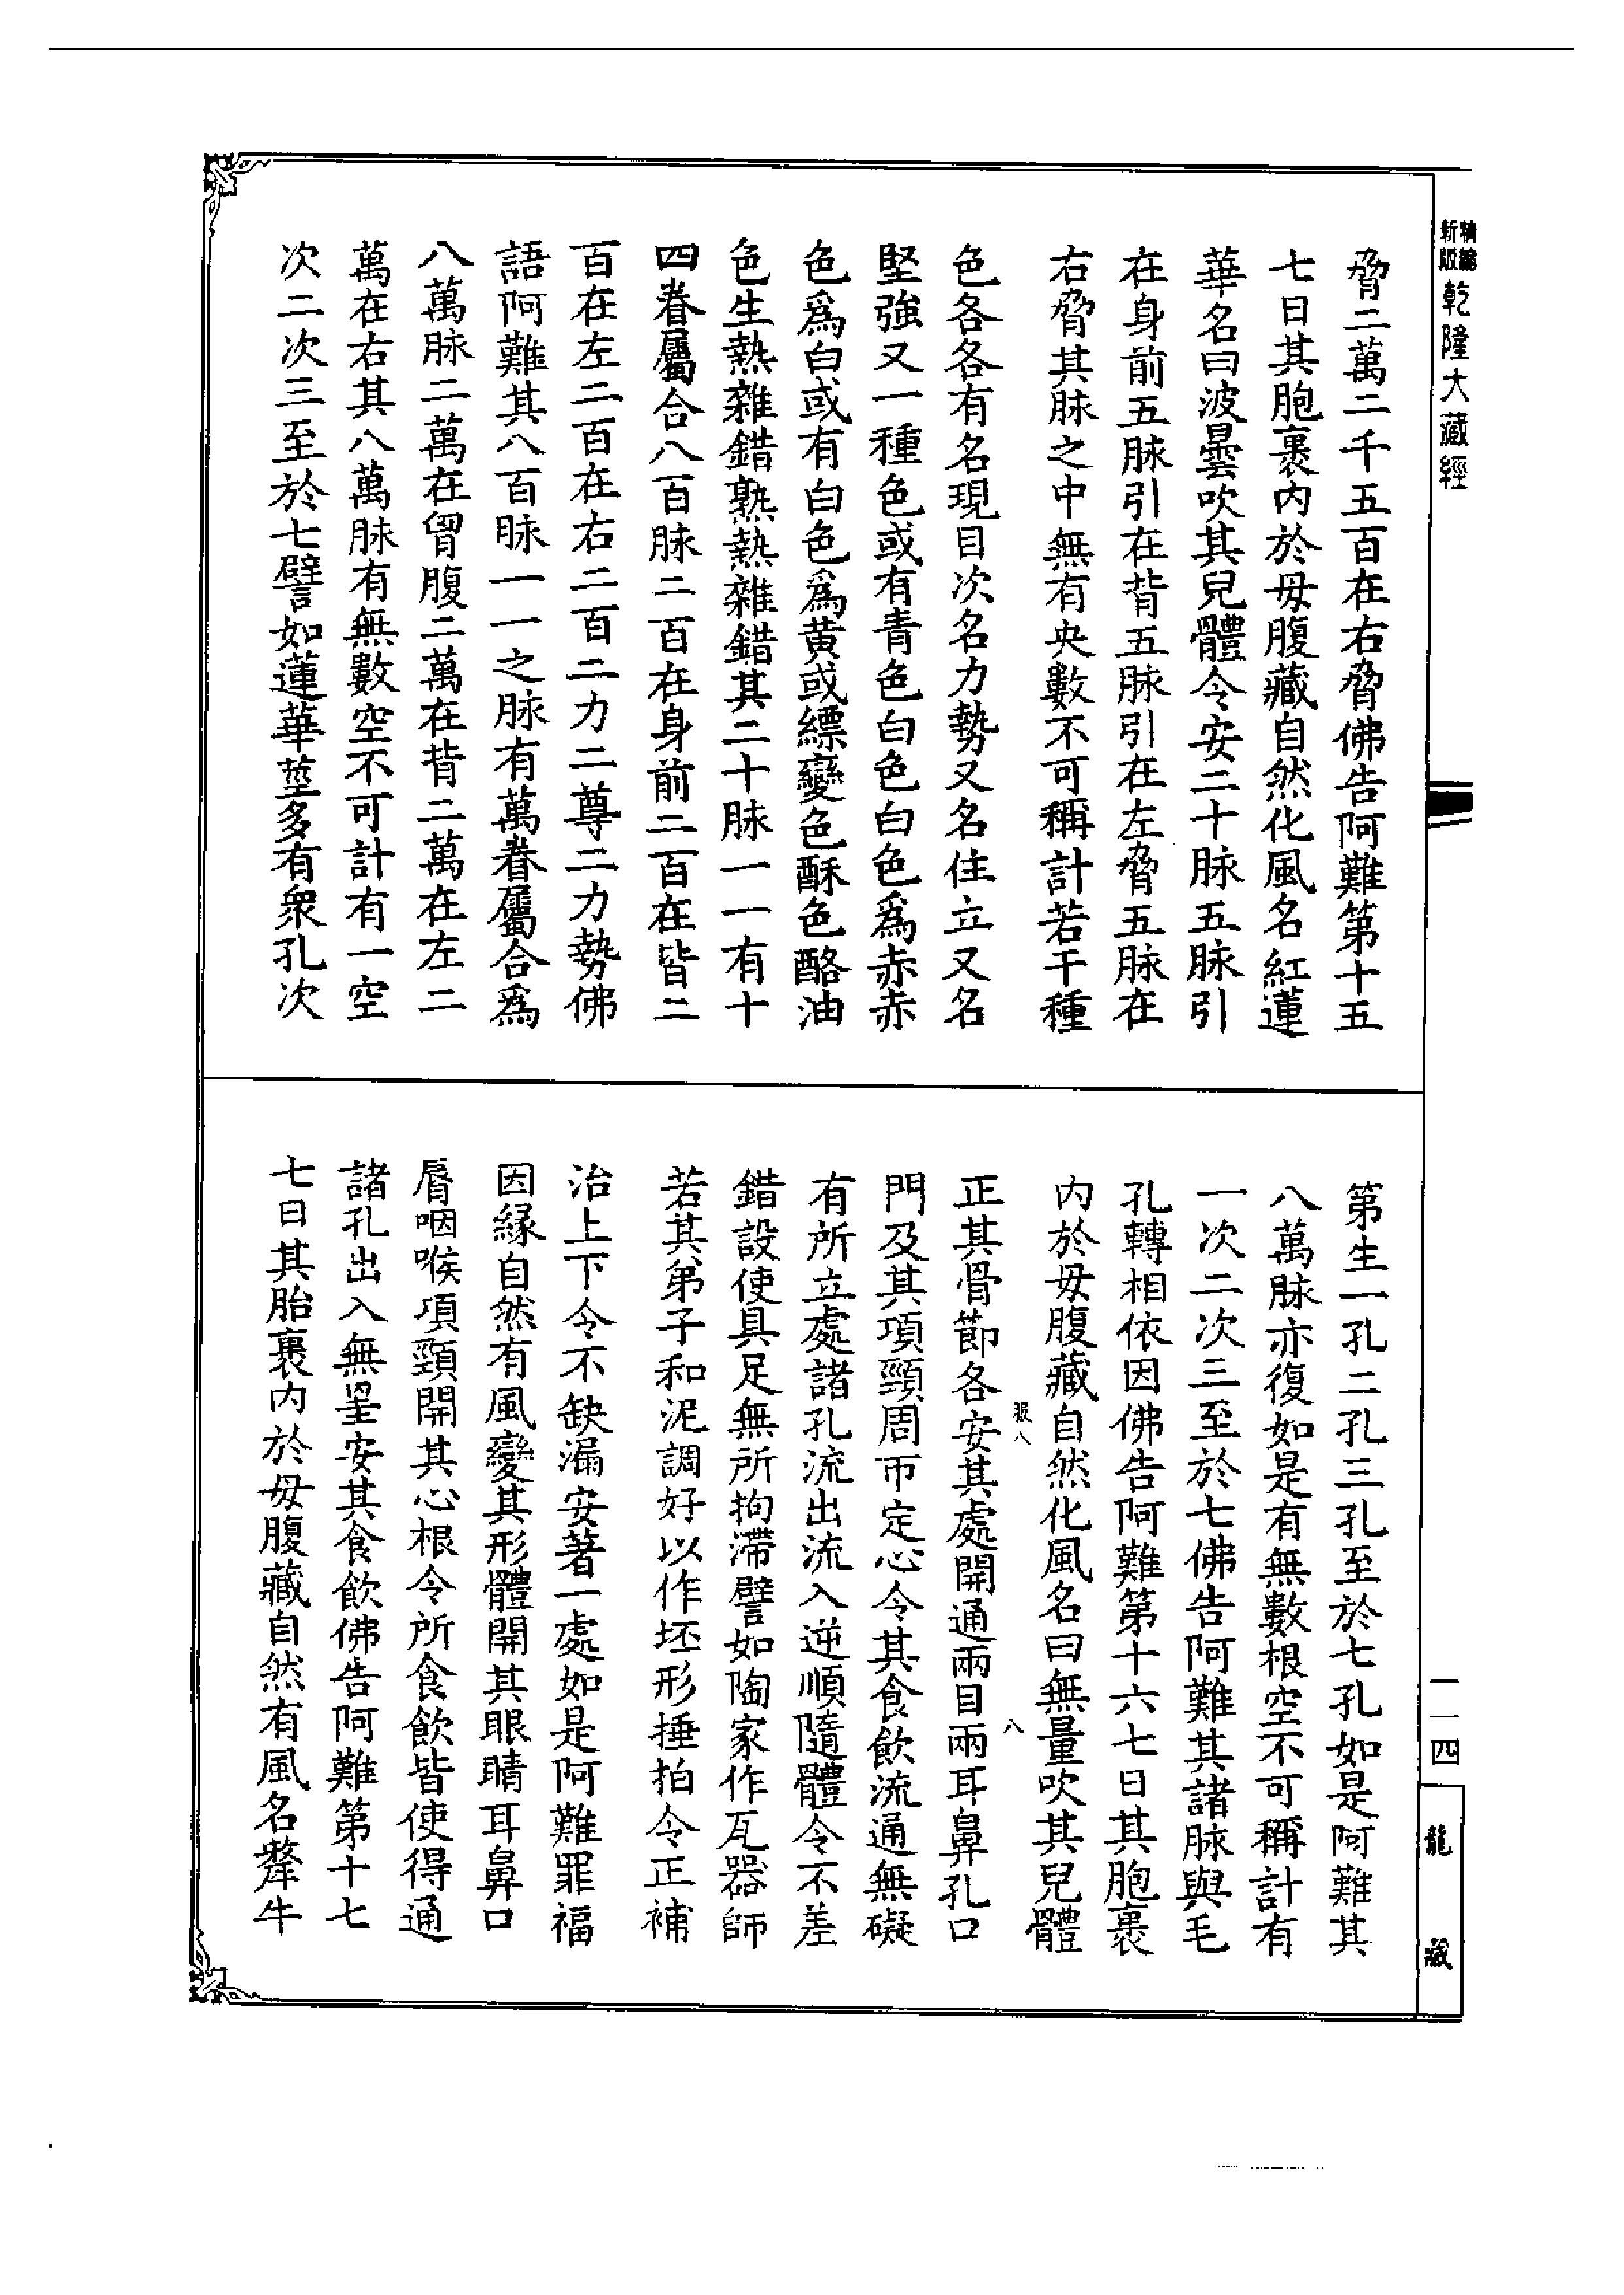 精總新版乾隆大藏經
脅二萬二千五百在右脅佛告阿難第十五
七日其胞裹內於毋腹藏自然化風名紅蓮
華名曰波曇吹其兒體令安二十脉五脉引
在身前五脉引在背五脉引在左脅五脉在
右脅其脉之中無有央數不可稱計若干種
色各各有名現目次名力勢又名住立又名
堅強又一種色或有青色白色白色爲赤赤
色爲白或有白色爲黄或縹變色酥色酪油
色生熱雜錯熟熱雜錯其二十脉一一有十
四眷屬合八百脉二百在身前二百在背二
百在左二百在右二百二力二尊二力勢佛
語阿難其八百脉一一之脉有萬眷屬合爲
八萬脉二萬在胷腹二萬在背二萬在左二
萬在右其八萬脉有無數空不可計有一空
次二次三至於七譬如蓮華莖多有衆孔次
第生一孔二孔三孔至於七孔如是阿難其
八萬脉亦復如是有無數根空不可稱計有
一次二次三至於七佛告阿難其諸脉與毛
孔轉相依因佛告阿難第十六七日其胞裹
內於毋腹藏自然化風名曰無量吹其兒體
服八
八
正其骨節各安其處開通兩目兩耳鼻孔口
門及其項頸周帀定心令其食飲流通無礙
有所立處諸孔流出流入逆順隨體令不差
錯設使具足無所拘滯譬如陶家作瓦器師
若其弟子和泥調好以作坯形捶拍令正補
治上下令不缺漏安著一處如是阿難罪福
因緣自然有風變其形體開其眼睛耳鼻口
脣咽喉項頸開其心根令所食飲皆使得通
諸孔出入無罣安其食飲佛告阿難第十七
七日其胎裹內於毋腹藏自然有風名犛牛
一一四
龍藏